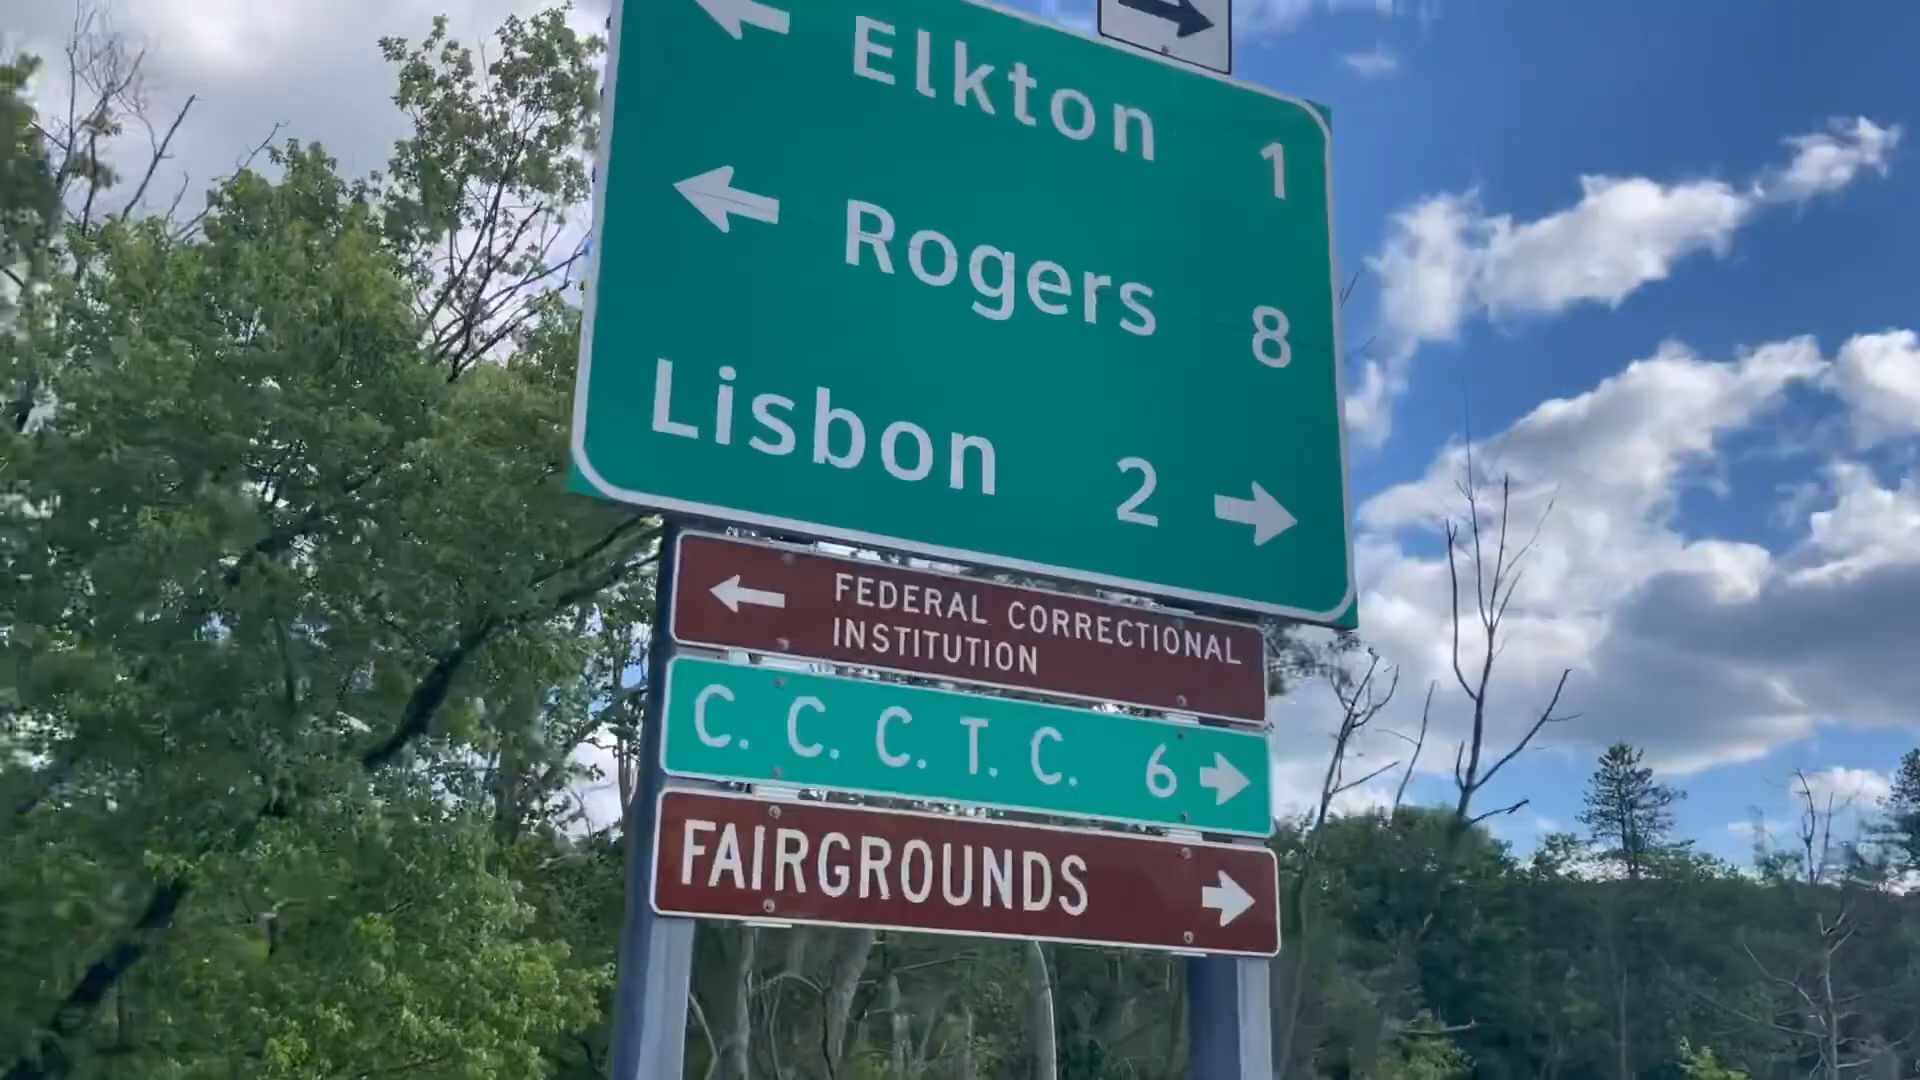 Elkton 1
Rogers 8
Lisbon 2
FEDERAL CORRECTIONAL
INSTITUTION
C. C. C. T. C. 6
FAIRGROUNDS